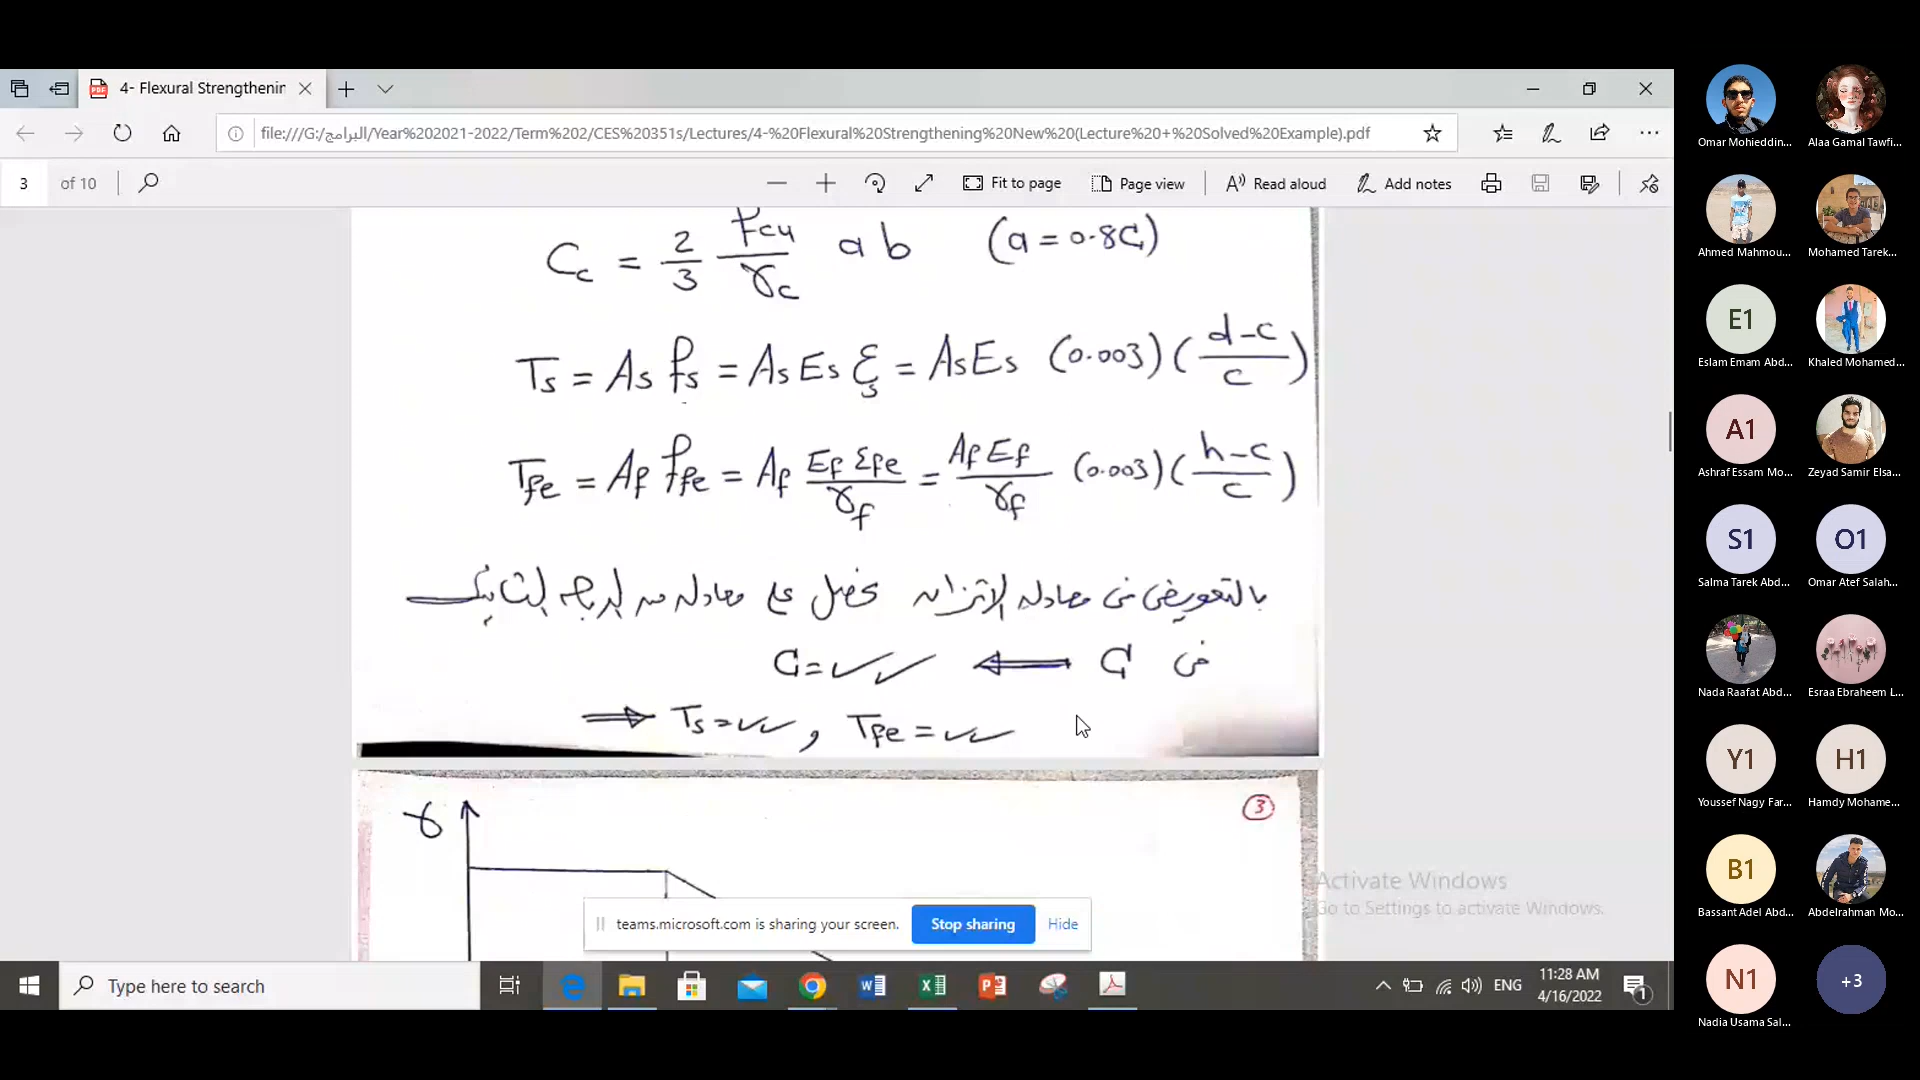 4- Flexural Strengthenin
file:///G:/البرامج/Year%202021-2022/Term%202/CES%20351s/Lectures/4-%20Flexural%20Strengthening%20New%20(Lecture%20+%20Solved%20Example).pdf
3 of 10 Fit to page Page view Read aloud Add notes
Cc = 2/3 fcu/γc a b (a = 0.8C)
Ts = As fs = As Es εs = As Es (0.003) (d-c/c)
Tfe = Af ffe = Af Ef εfe/γf = Af Ef/γf (0.003) (h-c/c)
بالتعويض فى معادله الاتزان نحصل على معادله من الدرجه الثانيه
فى C ⇐ C = ✓✓
⇒ Ts = ✓✓ , Tfe = ✓✓
γ
3
teams.microsoft.com is sharing your screen. Stop sharing Hide
Activate Windows
Go to Settings to activate Windows.
Type here to search
ENG
11:28 AM
4/16/2022
1
Omar Mohieddin... Alaa Gamal Tawfi...
Ahmed Mahmou... Mohamed Tarek...
E1
Eslam Emam Abd... Khaled Mohamed...
A1
Ashraf Essam Mo... Zeyad Samir Elsa...
S1 O1
Salma Tarek Abd... Omar Atef Salah...
Nada Raafat Abd... Esraa Ebraheem L...
Y1 H1
Youssef Nagy Far... Hamdy Mohame...
B1
Bassant Adel Abd... Abdelrahman Mo...
N1 +3
Nadia Usama Sal...